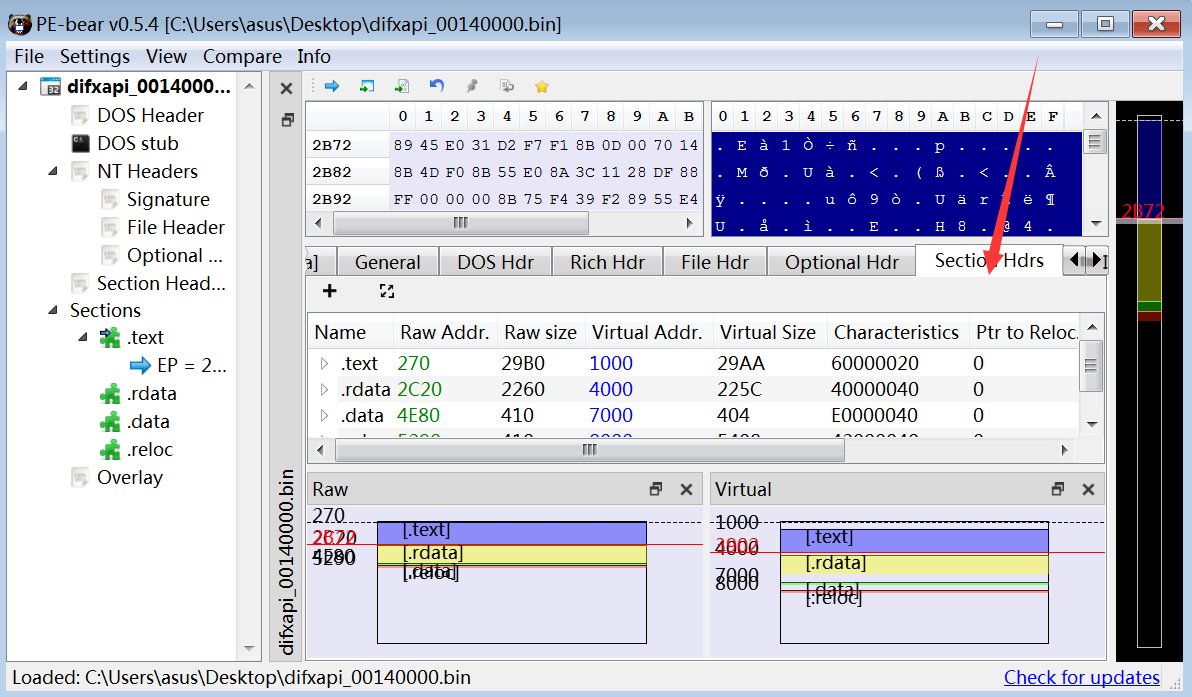 PE-bear v0.5.4 [C:\Users\asus\Desktop\difxapi_00140000.bin]
File Settings View Compare Info
difxapi_0014000...
DOS Header
DOS stub
NT Headers
Signature
File Header
Optional ...
Section Head...
Sections
.text
EP = 2...
.rdata
.data
.reloc
Overlay
difxapi_00140000.bin
0 1 2 3 4 5 6 7 8 9 A B
2B72 89 45 E0 31 D2 F7 F1 8B 0D 00 70 14
2B82 8B 4D F0 8B 55 E0 8A 3C 11 28 DF 88
2B92 FF 00 00 00 8B 75 F4 39 F2 89 55 E4
0 1 2 3 4 5 6 7 8 9 A B C D E F
. E à 1 Ò ÷ ñ . . . p . . . . .
. M ð . U à . < . ( ß . < . . Â
ÿ . . . . u ô 9 ò . U ä r . ë ¶
U . å . ì . . E . . H 8 . @ 4 .
2B72
a] General DOS Hdr Rich Hdr File Hdr Optional Hdr Section Hdrs
Name Raw Addr. Raw size Virtual Addr. Virtual Size Characteristics Ptr to Reloc.
.text 270 29B0 1000 29AA 60000020 0
.rdata 2C20 2260 4000 225C 40000040 0
.data 4E80 410 7000 404 E0000040 0
Raw
270
2B72
2C20
4E80
5290
[.text]
[.rdata]
[.data]
[.reloc]
Virtual
1000
4000
7000
8000
[.text]
[.rdata]
[.data]
[.reloc]
Loaded: C:\Users\asus\Desktop\difxapi_00140000.bin
Check for updates